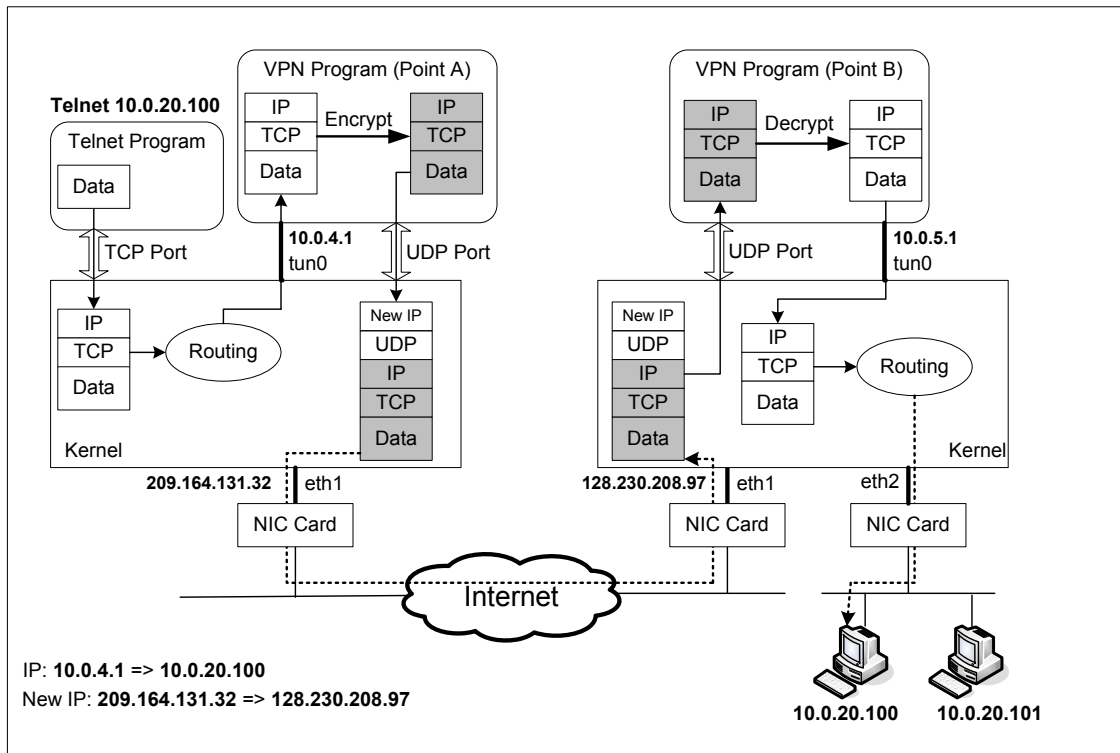 VPN Program (Point A)
IP
TCP
Data
Encrypt
IP
TCP
Data
Telnet 10.0.20.100
Telnet Program
Data
TCP Port
10.0.4.1
tun0
UDP Port
IP
TCP
Data
Routing
New IP
UDP
IP
TCP
Data
Kernel
209.164.131.32
eth1
NIC Card
VPN Program (Point B)
IP
TCP
Data
Decrypt
IP
TCP
Data
UDP Port
10.0.5.1
tun0
New IP
UDP
IP
TCP
Data
IP
TCP
Data
Routing
Kernel
128.230.208.97
eth1
eth2
NIC Card
NIC Card
Internet
10.0.20.100
10.0.20.101
IP: 10.0.4.1 => 10.0.20.100
New IP: 209.164.131.32 => 128.230.208.97